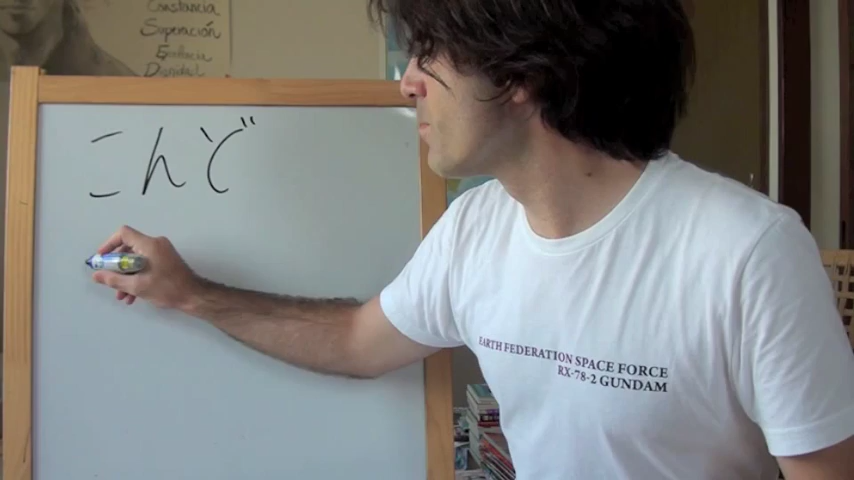 Constancia
Superación
Excelencia
Dignidad
こんど
EARTH FEDERATION SPACE FORCE
RX-78-2 GUNDAM